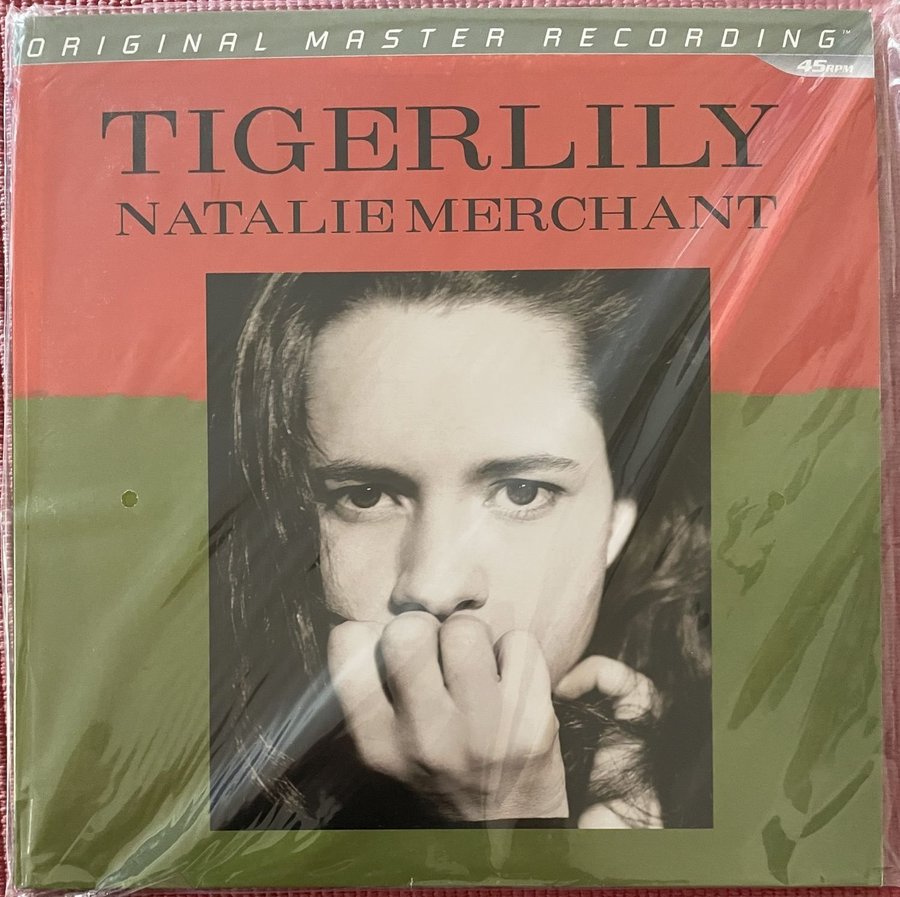 ORIGINAL MASTER RECORDING™
45RPM
TIGERLILY
NATALIE MERCHANT